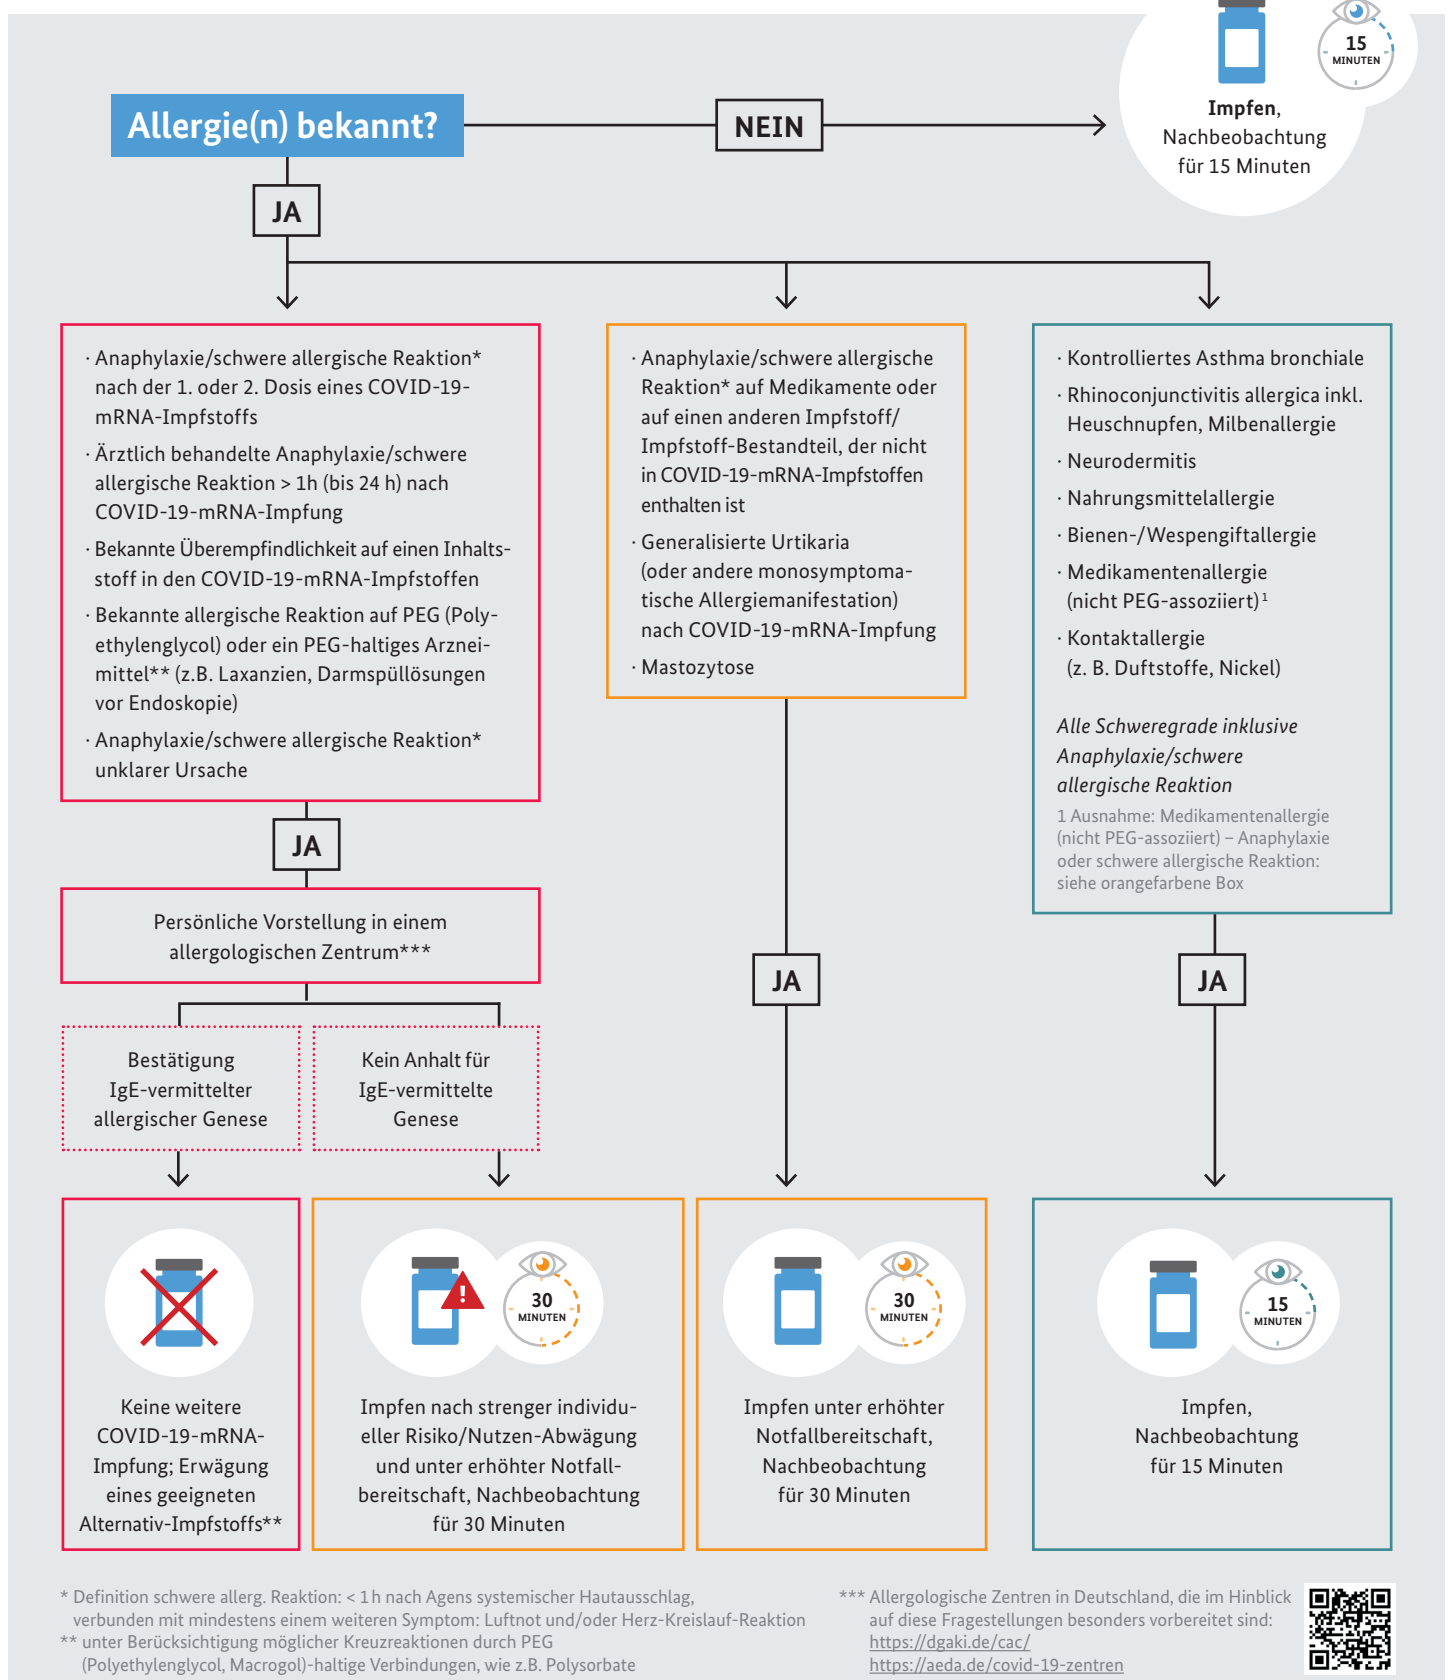 15
MINUTEN
Impfen,
Nachbeobachtung
für 15 Minuten
Allergie(n) bekannt?
NEIN
JA
· Anaphylaxie/schwere allergische Reaktion*
nach der 1. oder 2. Dosis eines COVID-19-
mRNA-Impfstoffs
· Ärztlich behandelte Anaphylaxie/schwere
allergische Reaktion > 1h (bis 24 h) nach
COVID-19-mRNA-Impfung
· Bekannte Überempfindlichkeit auf einen Inhalts-
stoff in den COVID-19-mRNA-Impfstoffen
· Bekannte allergische Reaktion auf PEG (Poly-
ethylenglycol) oder ein PEG-haltiges Arznei-
mittel** (z.B. Laxanzien, Darmspüllösungen
vor Endoskopie)
· Anaphylaxie/schwere allergische Reaktion*
unklarer Ursache
· Anaphylaxie/schwere allergische
Reaktion* auf Medikamente oder
auf einen anderen Impfstoff/
Impfstoff-Bestandteil, der nicht
in COVID-19-mRNA-Impfstoffen
enthalten ist
· Generalisierte Urtikaria
(oder andere monosymptoma-
tische Allergiemanifestation)
nach COVID-19-mRNA-Impfung
· Mastozytose
· Kontrolliertes Asthma bronchiale
· Rhinoconjunctivitis allergica inkl.
Heuschnupfen, Milbenallergie
· Neurodermitis
· Nahrungsmittelallergie
· Bienen-/Wespengiftallergie
· Medikamentenallergie
(nicht PEG-assoziiert)¹
· Kontaktallergie
(z. B. Duftstoffe, Nickel)
Alle Schweregrade inklusive
Anaphylaxie/schwere
allergische Reaktion
1 Ausnahme: Medikamentenallergie
(nicht PEG-assoziiert) – Anaphylaxie
oder schwere allergische Reaktion:
siehe orangefarbene Box
JA
Persönliche Vorstellung in einem
allergologischen Zentrum***
JA
JA
Bestätigung
IgE-vermittelter
allergischer Genese
Kein Anhalt für
IgE-vermittelte
Genese
Keine weitere
COVID-19-mRNA-
Impfung; Erwägung
eines geeigneten
Alternativ-Impfstoffs**
!
30
MINUTEN
Impfen nach strenger individu-
eller Risiko/Nutzen-Abwägung
und unter erhöhter Notfall-
bereitschaft, Nachbeobachtung
für 30 Minuten
30
MINUTEN
Impfen unter erhöhter
Notfallbereitschaft,
Nachbeobachtung
für 30 Minuten
15
MINUTEN
Impfen,
Nachbeobachtung
für 15 Minuten
* Definition schwere allerg. Reaktion: < 1 h nach Agens systemischer Hautausschlag,
verbunden mit mindestens einem weiteren Symptom: Luftnot und/oder Herz-Kreislauf-Reaktion
** unter Berücksichtigung möglicher Kreuzreaktionen durch PEG
(Polyethylenglycol, Macrogol)-haltige Verbindungen, wie z.B. Polysorbate
*** Allergologische Zentren in Deutschland, die im Hinblick
auf diese Fragestellungen besonders vorbereitet sind:
https://dgaki.de/cac/
https://aeda.de/covid-19-zentren